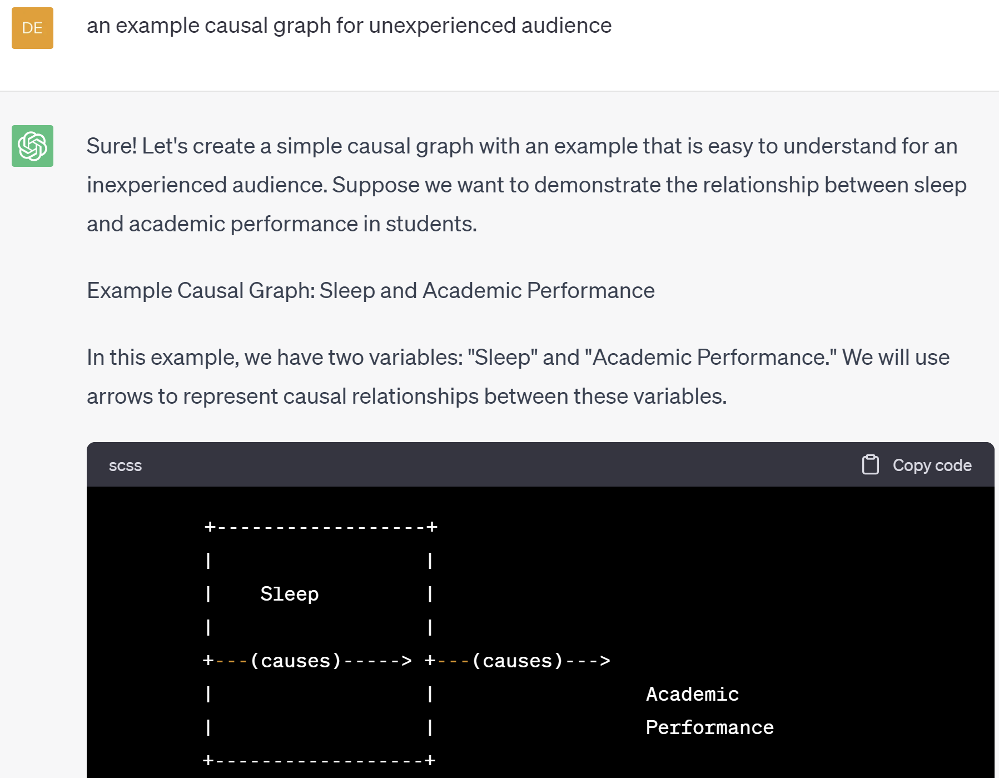 DE
an example causal graph for unexperienced audience
Sure! Let's create a simple causal graph with an example that is easy to understand for an
inexperienced audience. Suppose we want to demonstrate the relationship between sleep
and academic performance in students.
Example Causal Graph: Sleep and Academic Performance
In this example, we have two variables: "Sleep" and "Academic Performance." We will use
arrows to represent causal relationships between these variables.
scss Copy code
+------------------+
|                  |
|    Sleep         |
|                  |
+---(causes)-----> +---(causes)--->
|                  |                  Academic
|                  |                  Performance
+------------------+